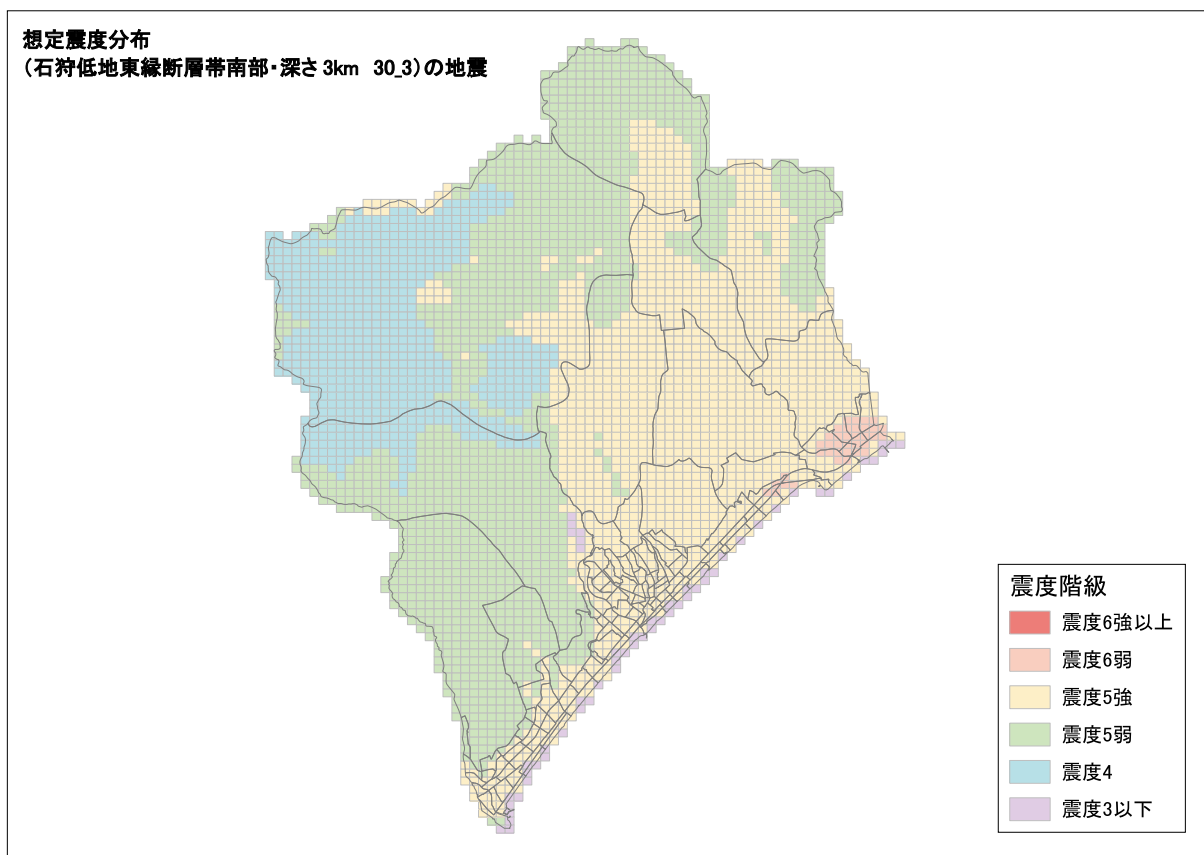 想定震度分布
（石狩低地東縁断層帯南部・深さ3km 30_3）の地震
震度階級
震度6強以上
震度6弱
震度5強
震度5弱
震度4
震度3以下